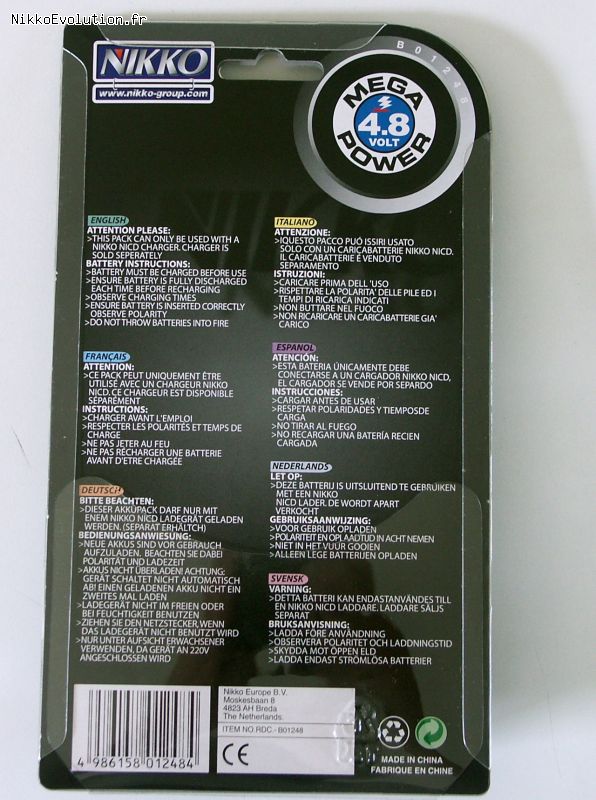 NikkoEvolution.fr
NIKKO
www.nikko-group.com
B01248
MEGA
4.8
VOLT
POWER
ENGLISH
ATTENTION PLEASE:
>THIS PACK CAN ONLY BE USED WITH A
NIKKO NICD CHARGER.CHARGER IS
SOLD SEPERATELY
BATTERY INSTRUCTIONS:
>BATTERY MUST BE CHARGED BEFORE USE
>ENSURE BATTERY IS FULLY DISCHARGED
EACH TIME BEFORE RECHARGING
>OBSERVE CHARGING TIMES
>ENSURE BATTERY IS INSERTED CORRECTLY
OBSERVE POLARITY
>DO NOT THROW BATTERIES INTO FIRE
FRANÇAIS
ATTENTION:
>CE PACK PEUT UNIQUEMENT ÊTRE
UTILISÉ AVEC UN CHARGEUR NIKKO
NICD. CE CHARGEUR EST DISPONIBLE
SÉPARÉMENT
INSTRUCTIONS:
>CHARGER AVANT L'EMPLOI
>RESPECTER LES POLARITÉS ET TEMPS DE
CHARGE
>NE PAS JETER AU FEU
>NE PAS RÉCHARGER UNE BATTERIE
AVANT D'ETRE CHARGÉE
DEUTSCH
BITTE BEACHTEN:
>DIESER AKKUPACK DARF NUR MIT
ENEM NIKKO NICD LADEGRÄT GELADEN
WERDEN. (SEPARAT ERHÄLTCH)
BEDIENUNGSANWIESUNG:
>NEUE AKKUS SIND VOR GEBRAUCH
AUFZULADEN. BEACHTEN SIE DABEI
POLARITÄT UND LADEZEIT
>AKKUS NICHT ÜBERLADEN! ACHTUNG:
GERÄT SCHALTET NICHT AUTOMATISCH
AB! EINEN GELADENEN AKKU NICHT EIN
ZWEITES MAL LADEN
>LADEGERÄT NICHT IM FREIEN ODER
BEI FEUCHTIGKEIT BENUTZEN
>ZIEHEN SIE DEN NETZSTECKER, WENN
DAS LADEGERÄT NICHT BENUTZT WIRD
>NUR UNTER AUFSICHT ERWACHSENER
VERWENDEN, DA GERÄT AN 220V
ANGESCHLOSSEN WIRD
ITALIANO
ATTENZIONE:
>IQUESTO PACCO PUÒ ISSIRI USATO
SOLO CON UN CARICABATTERIE NIKKO NICD.
IL CARICABATTERIE É VENDUTO
SEPARAMENTO
ISTRUZIONI:
>CARICARE PRIMA DELL 'USO
>RISPETTARE LA POLARITA' DELLE PILE ED I
TEMPI DI RICARICA INDICATI
>NON BUTTARE NEL FUOCO
>NON RICARICARE UN CARICABATTERIE GIA'
CARICO
ESPANOL
ATENCIÓN:
>ESTA BATERIA ÚNICAMENTE DEBE
CONECTARSE A UN CARGADOR NIKKO NICD,
EL CARGADOR SE VENDE POR SEPARDO
INSTRUCCIONES:
>CARGAR ANTES DE USAR
>RESPETAR POLARIDADES Y TIEMPOSDE
CARGA
>NO TIRAR AL FUEGO
>NO RECARGAR UNA BATERÍA RECIEN
CARGADA
NEDERLANDS
LET OP:
>DEZE BATTERIJ IS UITSLUITEND TE GEBRUIKEN
MET EEN NIKKO
NICD LADER. DE WORDT APART
VERKOCHT
GEBRUIKSAANWIJZING:
>VOOR GEBRUIK OPLADEN
>POLARITEIT EN OPLAADTIJD IN ACHT NEMEN
>NIET IN HET VUUR GOOIEN
>ALLEEN LEGE BATTERIJEN OPLADEN
SVENSK
VARNING:
>DETTA BATTERI KAN ENDASTANVÄNDES TILL
EN NIKKO NICD LADDARE. LADDARE SÄLJS
SEPARAT
BRUKSANVISNING:
>LADDA FÖRE ANVÄNDNING
>OBSERVERA POLARITET OCH LADDNINGSTID
>SKYDDA MOT ÖPPEN ELD
>LADDA ENDAST STRÖMLÖSA BATTERIER
4 986158 012484
Nikko Europe B.V.
Moskesbaan 8
4823 AH Breda
The Netherlands.
ITEM NO.RDC.-B01248
CE
MADE IN CHINA
FABRIQUE EN CHINE